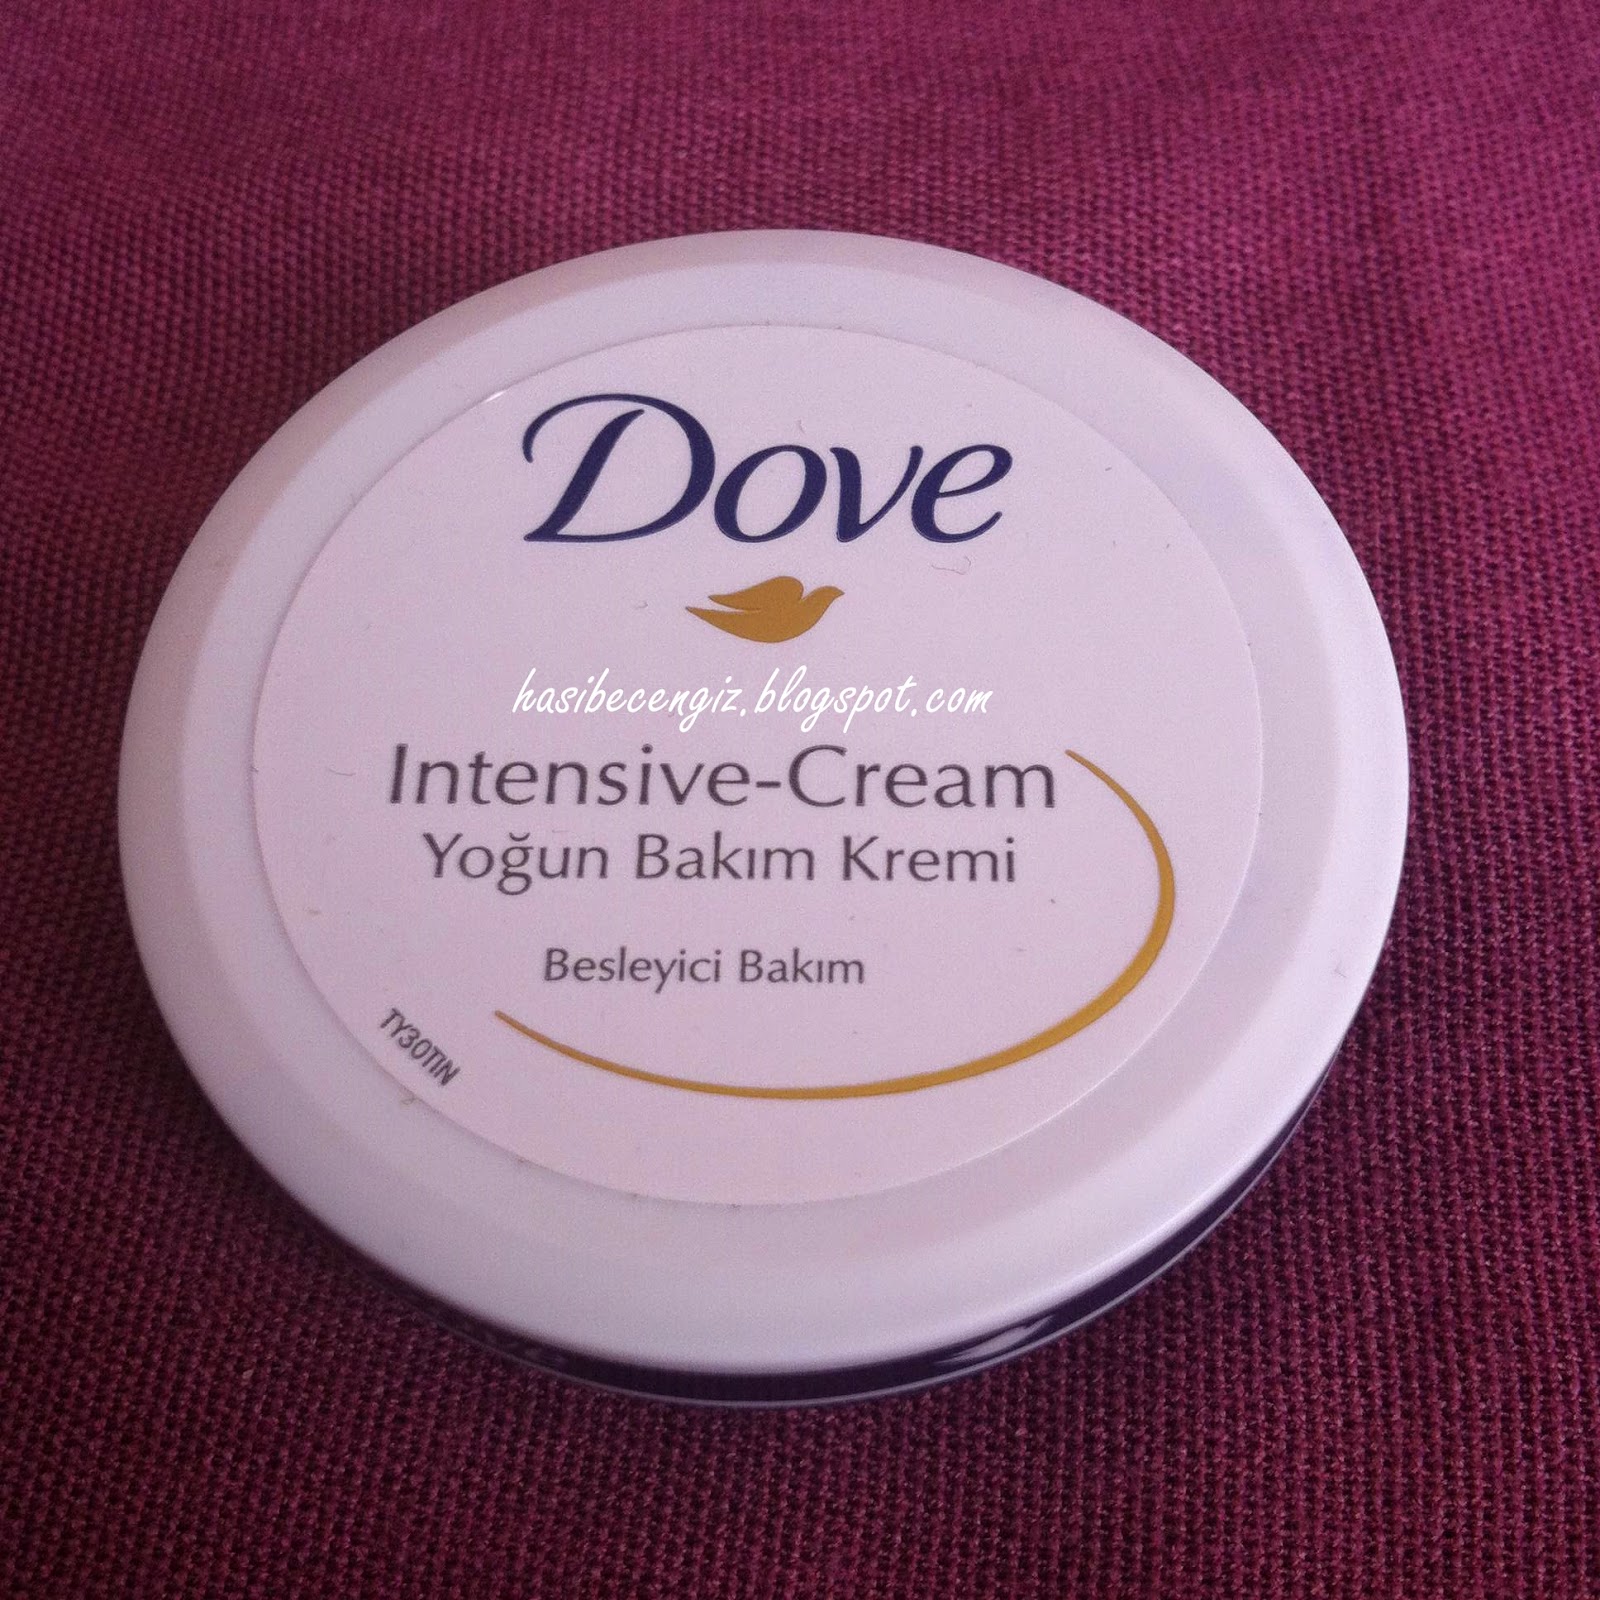 Dove
hasibecengiz.blogspot.com
Intensive-Cream
Yoğun Bakım Kremi
Besleyici Bakım
TY30TIN